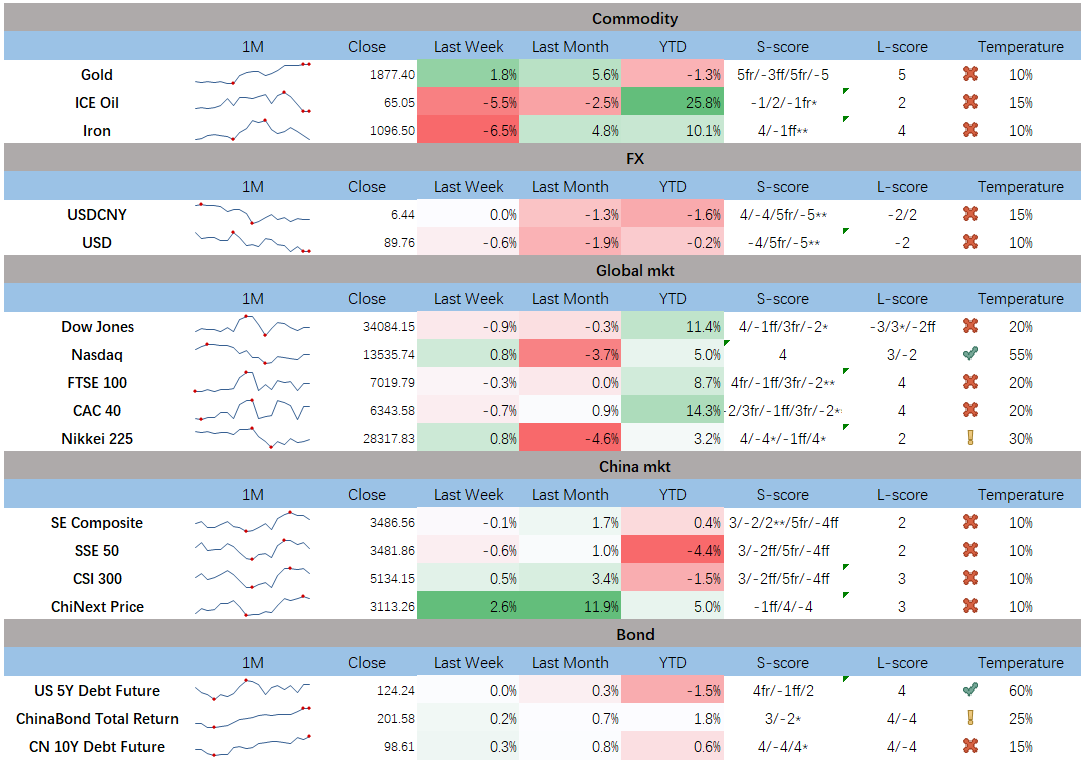 Commodity
1M Close Last Week Last Month YTD S-score L-score Temperature
Gold 1877.40 1.8% 5.6% -1.3% 5fr/-3ff/5fr/-5 5 10%
ICE Oil 65.05 -5.5% -2.5% 25.8% -1/2/-1fr* 2 15%
Iron 1096.50 -6.5% 4.8% 10.1% 4/-1ff** 4 10%
FX
1M Close Last Week Last Month YTD S-score L-score Temperature
USDCNY 6.44 0.0% -1.3% -1.6% 4/-4/5fr/-5** -2/2 15%
USD 89.76 -0.6% -1.9% -0.2% -4/5fr/-5** -2 10%
Global mkt
1M Close Last Week Last Month YTD S-score L-score Temperature
Dow Jones 34084.15 -0.9% -0.3% 11.4% 4/-1ff/3fr/-2* -3/3*/-2ff 20%
Nasdaq 13535.74 0.8% -3.7% 5.0% 4 3/-2 55%
FTSE 100 7019.79 -0.3% 0.0% 8.7% 4fr/-1ff/3fr/-2** 4 20%
CAC 40 6343.58 -0.7% 0.9% 14.3% -2/3fr/-1ff/3fr/-2* 4 20%
Nikkei 225 28317.83 0.8% -4.6% 3.2% 4/-4*/-1ff/4* 2 30%
China mkt
1M Close Last Week Last Month YTD S-score L-score Temperature
SE Composite 3486.56 -0.1% 1.7% 0.4% 3/-2/2**/5fr/-4ff 2 10%
SSE 50 3481.86 -0.6% 1.0% -4.4% 3/-2ff/5fr/-4ff 2 10%
CSI 300 5134.15 0.5% 3.4% -1.5% 3/-2ff/5fr/-4ff 3 10%
ChiNext Price 3113.26 2.6% 11.9% 5.0% -1ff/4/-4 3 10%
Bond
1M Close Last Week Last Month YTD S-score L-score Temperature
US 5Y Debt Future 124.24 0.0% 0.3% -1.5% 4fr/-1ff/2 4 60%
ChinaBond Total Return 201.58 0.2% 0.7% 1.8% 3/-2* 4/-4 25%
CN 10Y Debt Future 98.61 0.3% 0.8% 0.6% 4/-4/4* 4/-4 15%